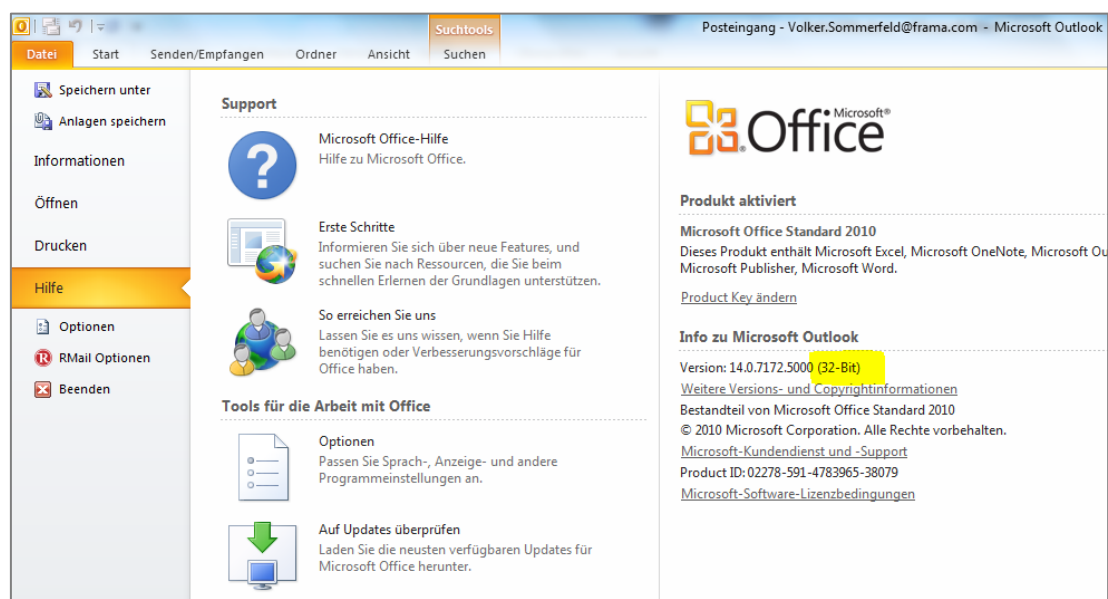 Suchtools
Posteingang - Volker.Sommerfeld@frama.com - Microsoft Outlook
Datei Start Senden/Empfangen Ordner Ansicht Suchen
Speichern unter
Anlagen speichern
Informationen
Öffnen
Drucken
Hilfe
Optionen
RMail Optionen
Beenden
Support
Microsoft Office-Hilfe
Hilfe zu Microsoft Office.
Erste Schritte
Informieren Sie sich über neue Features, und
suchen Sie nach Ressourcen, die Sie beim
schnellen Erlernen der Grundlagen unterstützen.
So erreichen Sie uns
Lassen Sie es uns wissen, wenn Sie Hilfe
benötigen oder Verbesserungsvorschläge für
Office haben.
Tools für die Arbeit mit Office
Optionen
Passen Sie Sprach-, Anzeige- und andere
Programmeinstellungen an.
Auf Updates überprüfen
Laden Sie die neusten verfügbaren Updates für
Microsoft Office herunter.
Microsoft®
Office
Produkt aktiviert
Microsoft Office Standard 2010
Dieses Produkt enthält Microsoft Excel, Microsoft OneNote, Microsoft Ou
Microsoft Publisher, Microsoft Word.
Product Key ändern
Info zu Microsoft Outlook
Version: 14.0.7172.5000 (32-Bit)
Weitere Versions- und Copyrightinformationen
Bestandteil von Microsoft Office Standard 2010
© 2010 Microsoft Corporation. Alle Rechte vorbehalten.
Microsoft-Kundendienst und -Support
Product ID: 02278-591-4783965-38079
Microsoft-Software-Lizenzbedingungen